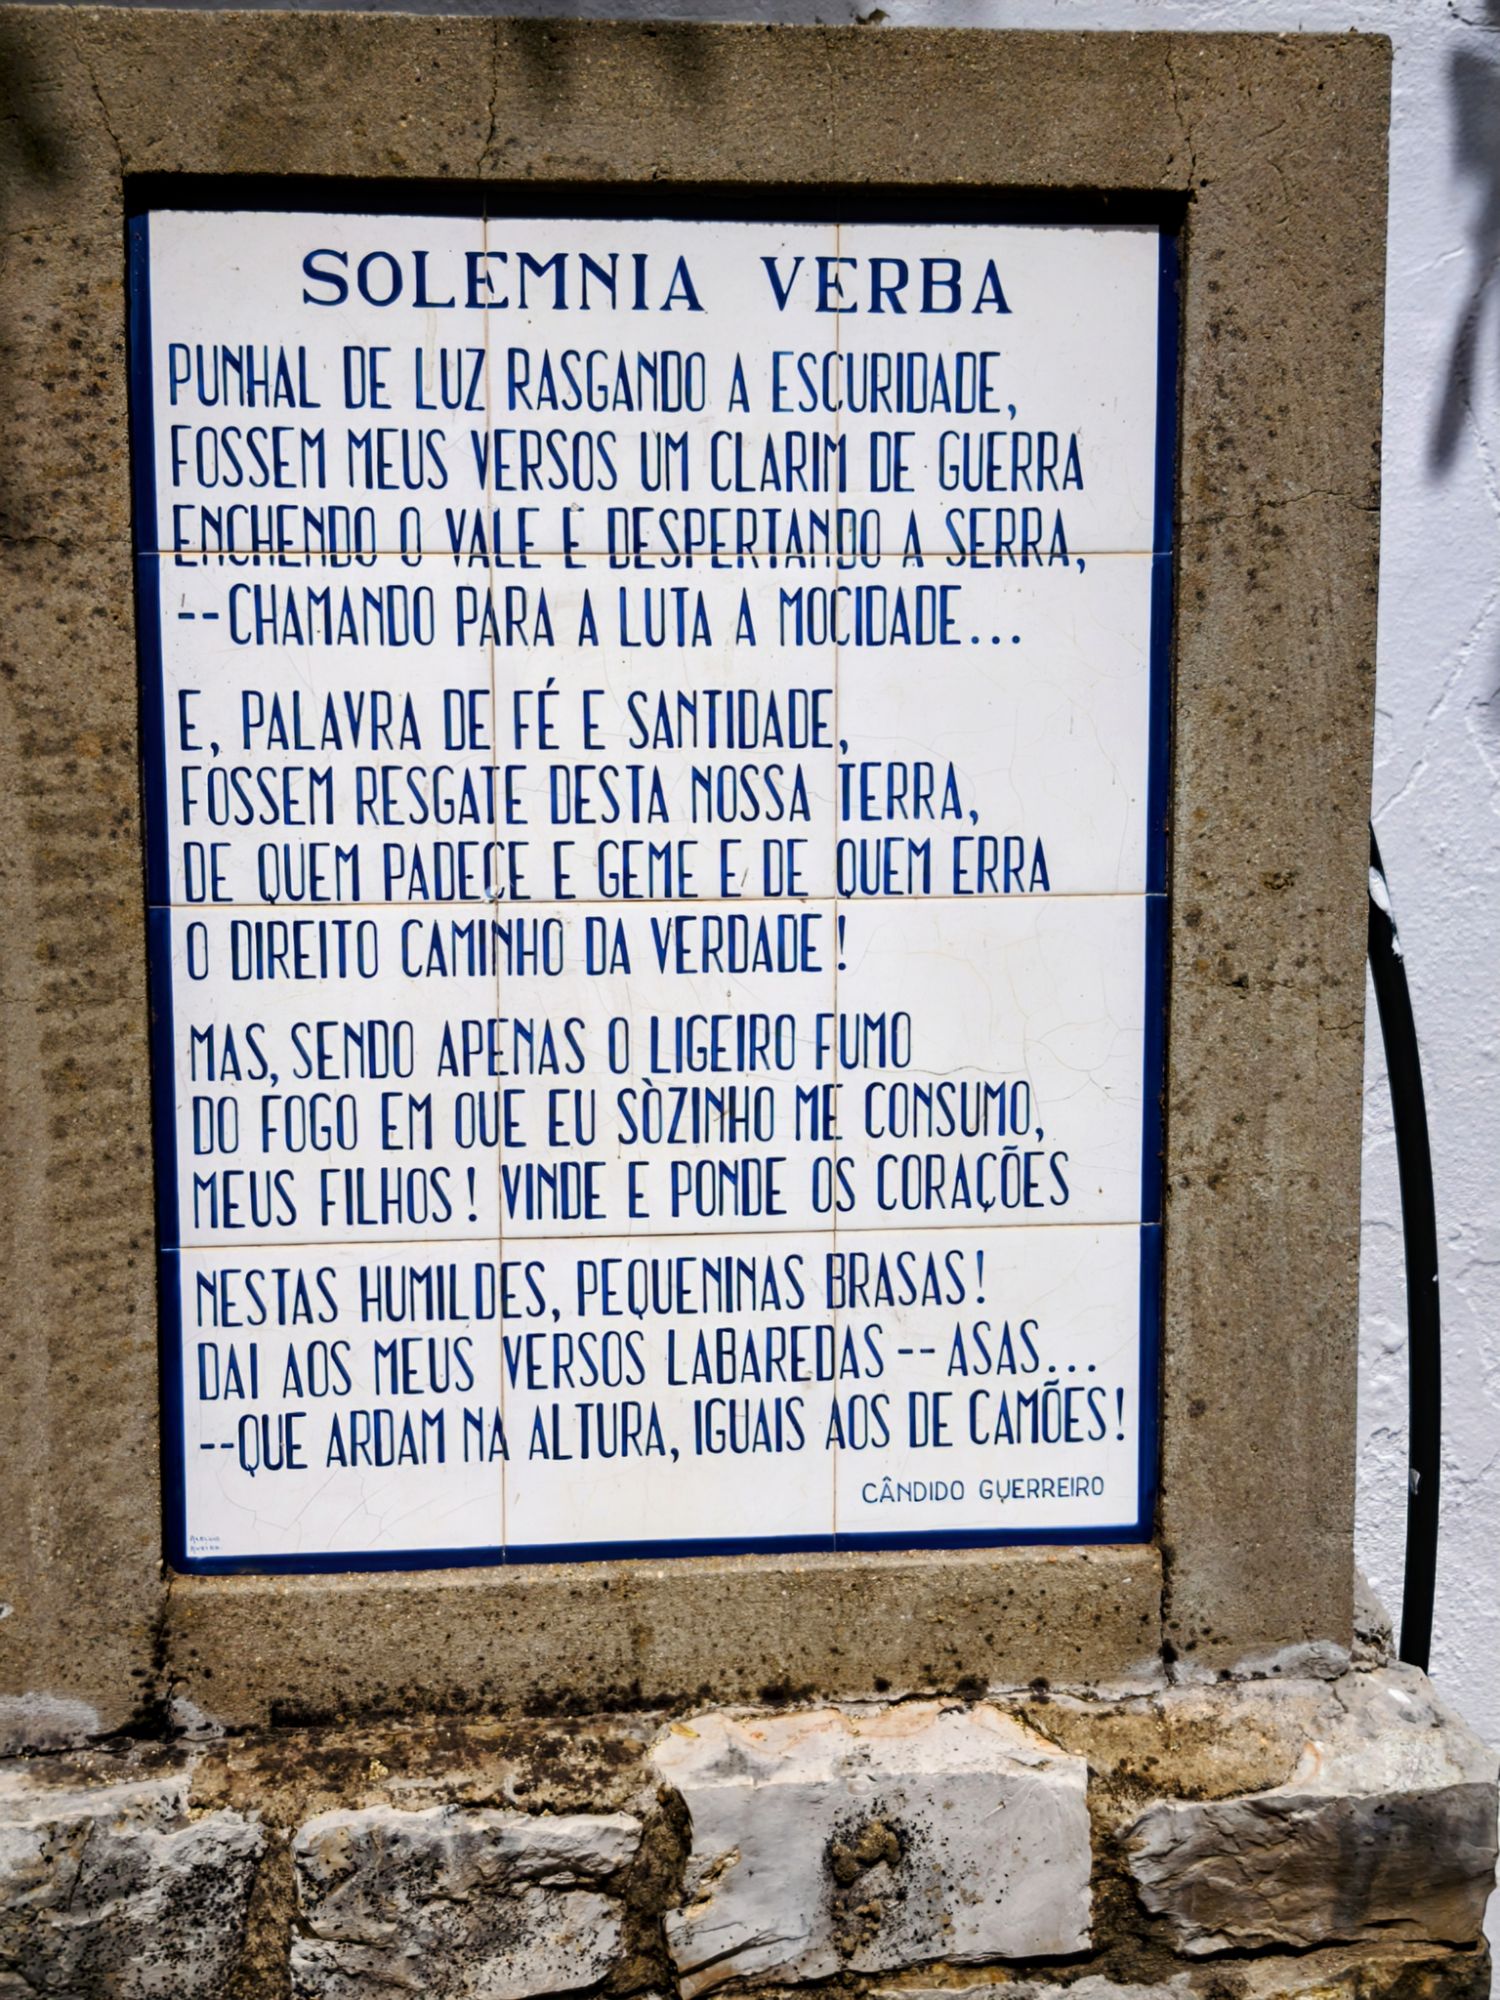 SOLEMNIA VERBA
PUNHAL DE LUZ RASGANDO A ESCURIDADE,
FOSSEM MEUS VERSOS UM CLARIM DE GUERRA
ENCHENDO O VALE E DESPERTANDO A SERRA,
--CHAMANDO PARA A LUTA A MOCIDADE...
E, PALAVRA DE FÉ E SANTIDADE,
FOSSEM RESGATE DESTA NOSSA TERRA,
DE QUEM PADECE E GEME E DE QUEM ERRA
O DIREITO CAMINHO DA VERDADE!
MAS, SENDO APENAS O LIGEIRO FUMO
DO FOGO EM QUE EU SÒZINHO ME CONSUMO,
MEUS FILHOS! VINDE E PONDE OS CORAÇÕES
NESTAS HUMILDES, PEQUENINAS BRASAS!
DAI AOS MEUS VERSOS LABAREDAS--ASAS...
--QUE ARDAM NA ALTURA, IGUAIS AOS DE CAMÕES!
CÂNDIDO GUERREIRO